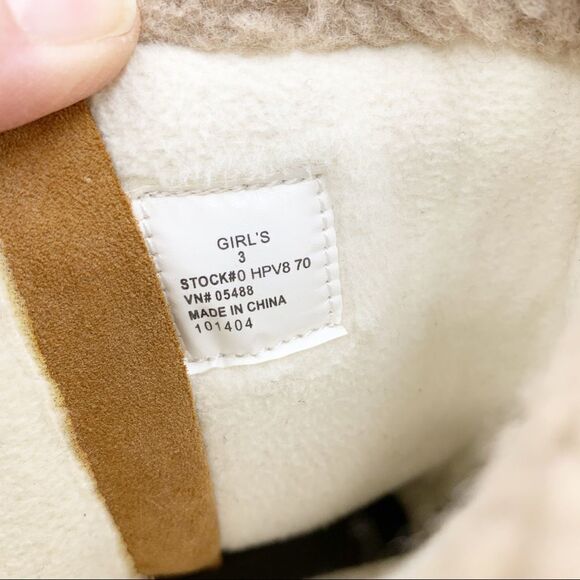 GIRL'S
3
STOCK#0 HPV8 70
VN# 05488
MADE IN CHINA
101404